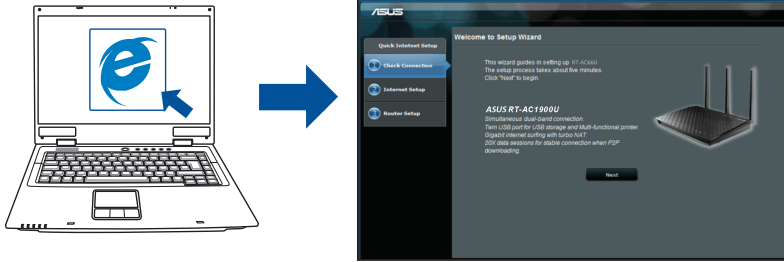 ASUS
Welcome to Setup Wizard
Quick Internet Setup
1 Check Connection
2 Internet Setup
3 Router Setup
This wizard guides in setting up RT-AC66U
The setup process takes about five minutes.
Click "Next" to begin.
ASUS RT-AC1900U
Simultaneous dual-band connection.
Twin USB port for USB storage and Multi-functional printer
Gigabit internet surfing with turbo NAT.
20X data sessions for stable connection when P2P
downloading.
Next